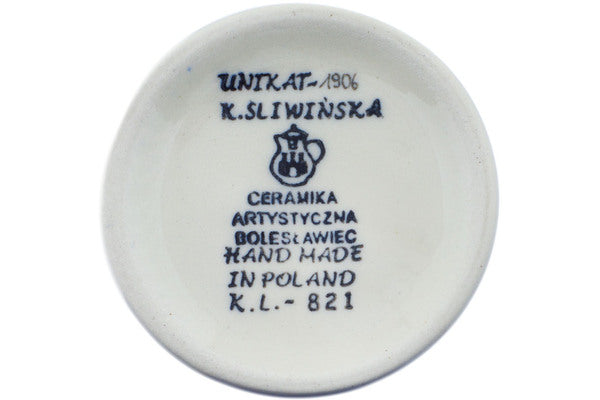 UNIKAT-1906
K.ŚLIWIŃSKA
CERAMIKA
ARTYSTYCZNA
BOLESŁAWIEC
HAND MADE
IN POLAND
K.L.-821